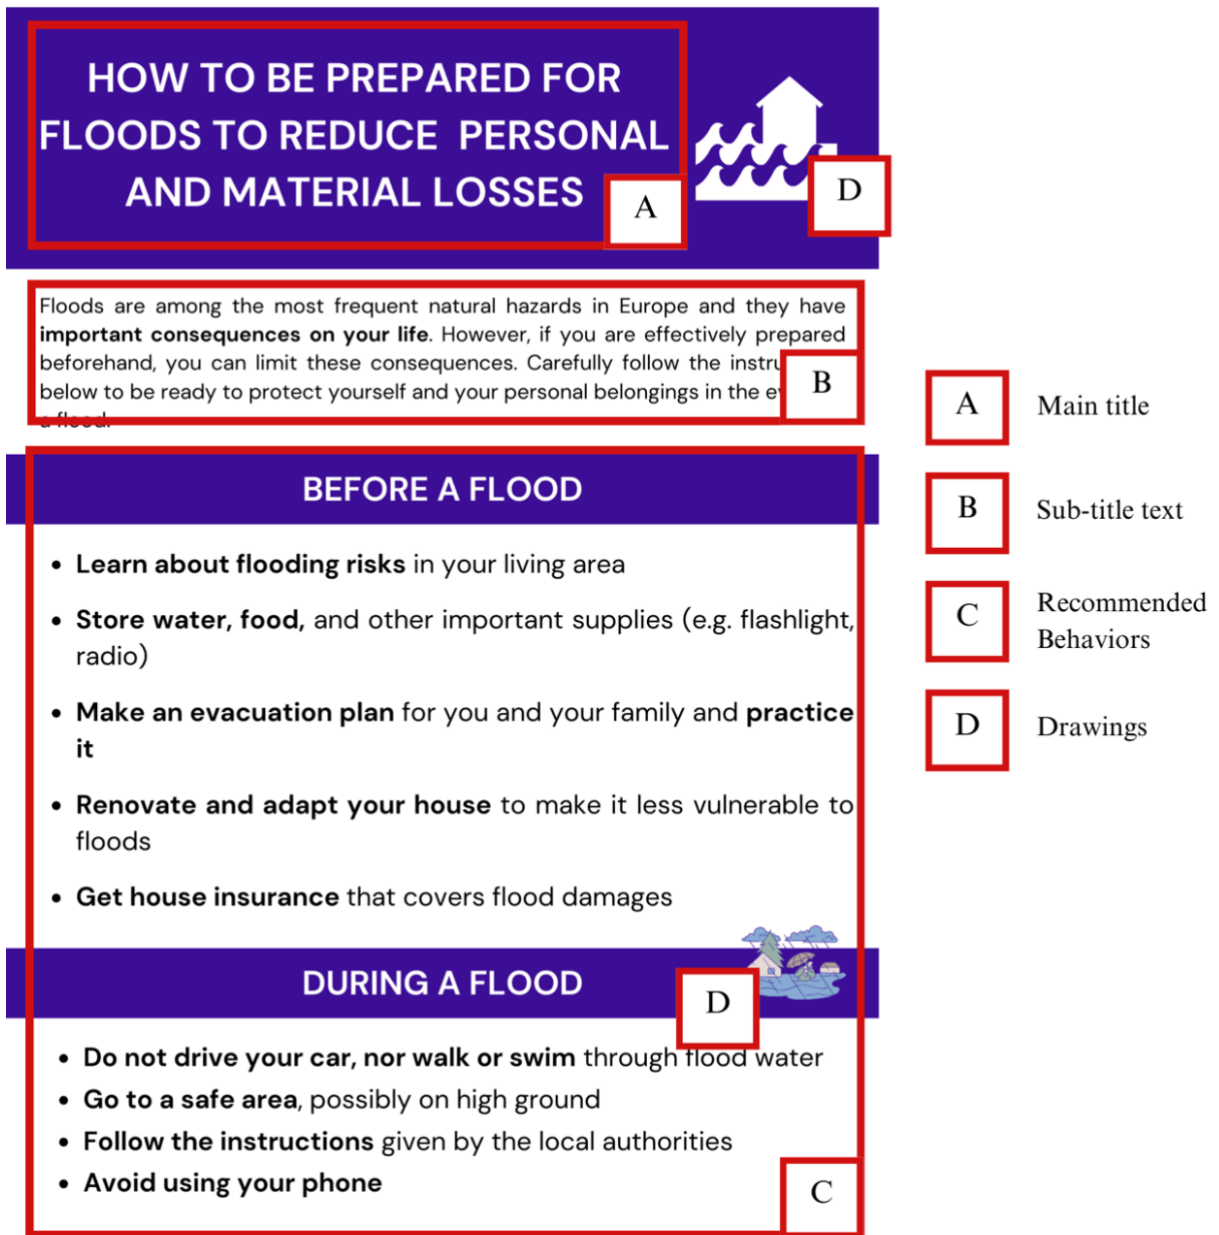 HOW TO BE PREPARED FOR
FLOODS TO REDUCE PERSONAL
AND MATERIAL LOSSES
A
D
Floods are among the most frequent natural hazards in Europe and they have
important consequences on your life. However, if you are effectively prepared
beforehand, you can limit these consequences. Carefully follow the
below to be ready to protect yourself and your personal belongings in the
a flood.
B
BEFORE A FLOOD
• Learn about flooding risks in your living area
• Store water, food, and other important supplies (e.g. flashlight,
radio)
• Make an evacuation plan for you and your family and practice
it
• Renovate and adapt your house to make it less vulnerable to
floods
• Get house insurance that covers flood damages
DURING A FLOOD
D
• Do not drive your car, nor walk or swim through flood water
• Go to a safe area, possibly on high ground
• Follow the instructions given by the local authorities
• Avoid using your phone
C
A Main title
B Sub-title text
C Recommended
Behaviors
D Drawings